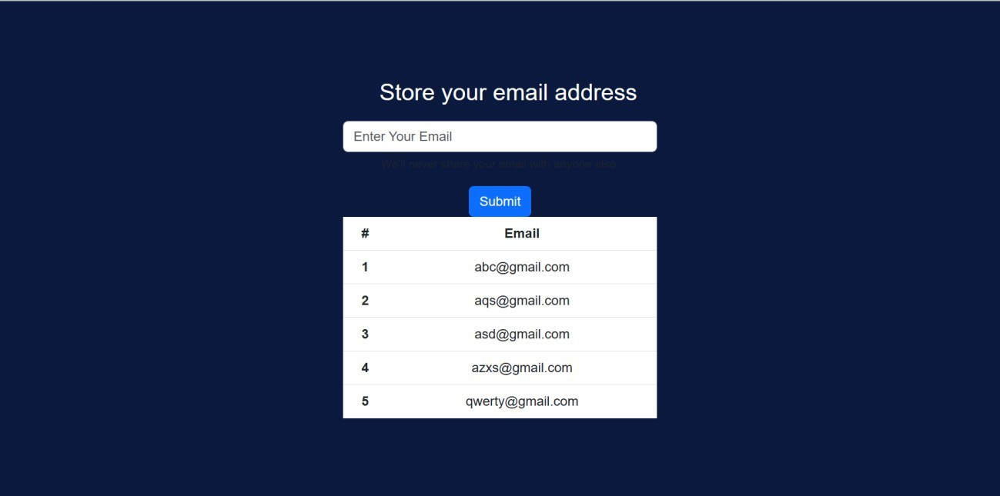 Store your email address
Enter Your Email
We'll never share your email with anyone else.
Submit
# Email
1 abc@gmail.com
2 aqs@gmail.com
3 asd@gmail.com
4 azxs@gmail.com
5 qwerty@gmail.com